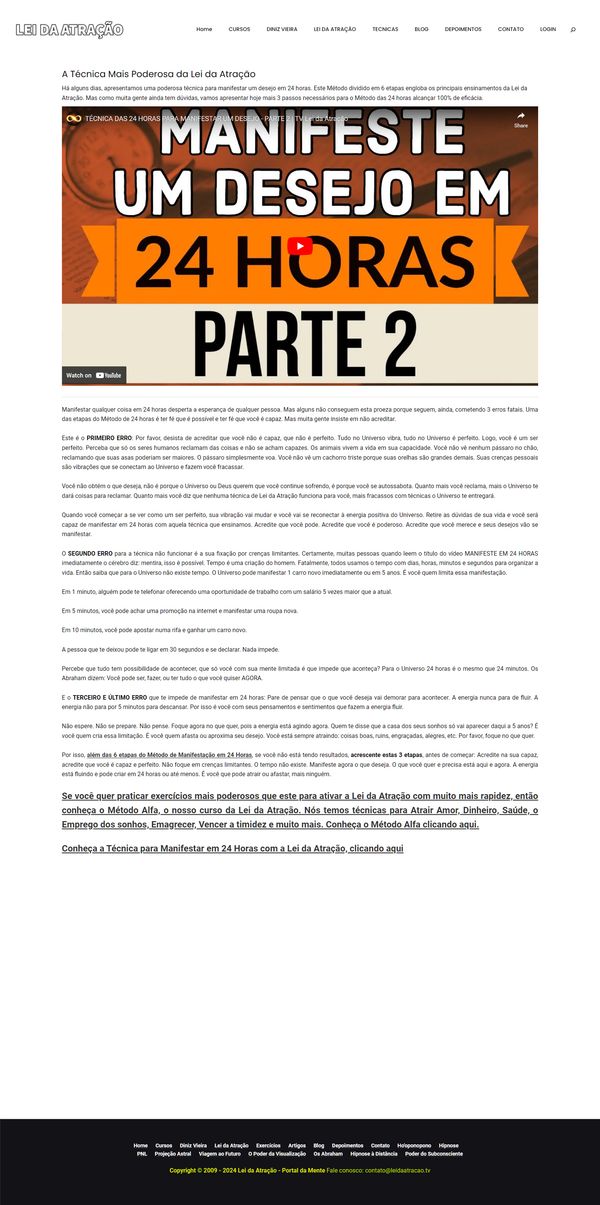 LEI DA ATRAÇÃO
Home CURSOS DINIZ VIEIRA LEI DA ATRAÇÃO TECNICAS BLOG DEPOIMENTOS CONTATO LOGIN
A Técnica Mais Poderosa da Lei da Atração
Há alguns dias, apresentamos uma poderosa técnica para manifestar um desejo em 24 horas. Este Método dividido em 6 etapas engloba os principais ensinamentos da Lei da
Atração. Mas como muita gente ainda tem dúvidas, vamos apresentar hoje mais 3 passos necessários para o Método das 24 horas alcançar 100% de eficácia.
TÉCNICA DAS 24 HORAS PARA MANIFESTAR UM DESEJO - PARTE 2 | TV Lei da Atração
Share
MANIFESTE
UM DESEJO EM
24 HORAS
PARTE 2
Watch on YouTube
Manifestar qualquer coisa em 24 horas desperta a esperança de qualquer pessoa. Mas alguns não conseguem esta proeza porque seguem, ainda, cometendo 3 erros fatais. Uma
das etapas do Método de 24 horas é ter fé que é possível e ter fé que você é capaz. Mas muita gente insiste em não acreditar.
Este é o PRIMEIRO ERRO: Por favor, desista de acreditar que você não é capaz, que não é perfeito. Tudo no Universo vibra, tudo no Universo é perfeito. Logo, você é um ser
perfeito. Perceba que só os seres humanos reclamam das coisas e não se acham capazes. Os animais vivem a vida em sua capacidade. Você não vê nenhum pássaro no chão,
reclamando que suas asas poderiam ser maiores. O pássaro simplesmente voa. Você não vê um cachorro triste porque suas orelhas são grandes demais. Suas crenças pessoais
são vibrações que se conectam ao Universo e fazem você fracassar.
Você não obtém o que deseja, não é porque o Universo ou Deus querem que você continue sofrendo, é porque você se autossabota. Quanto mais você reclama, mais o Universo te
dará coisas para reclamar. Quanto mais você diz que nenhuma técnica de Lei da Atração funciona para você, mais fracassos com técnicas o Universo te entregará.
Quando você começar a se ver como um ser perfeito, sua vibração vai mudar e você vai se reconectar à energia positiva do Universo. Retire as dúvidas de sua vida e você será
capaz de manifestar em 24 horas com aquela técnica que ensinamos. Acredite que você pode. Acredite que você é poderoso. Acredite que você merece e seus desejos vão se
manifestar.
O SEGUNDO ERRO para a técnica não funcionar é a sua fixação por crenças limitantes. Certamente, muitas pessoas quando leem o título do vídeo MANIFESTE EM 24 HORAS
imediatamente o cérebro diz: mentira, isso é possível. Tempo é uma criação do homem. Fatalmente, todos usamos o tempo com dias, horas, minutos e segundos para organizar a
vida. Então saiba que para o Universo não existe tempo. O Universo pode manifestar 1 carro novo imediatamente ou em 5 anos. É você quem limita essa manifestação.
Em 1 minuto, alguém pode te telefonar oferecendo uma oportunidade de trabalho com um salário 5 vezes maior que a atual.
Em 5 minutos, você pode achar uma promoção na internet e manifestar uma roupa nova.
Em 10 minutos, você pode apostar numa rifa e ganhar um carro novo.
A pessoa que te deixou pode te ligar em 30 segundos e se declarar. Nada impede.
Percebe que tudo tem possibilidade de acontecer, que só você com sua mente ilimitada é que impede que aconteça? Para o Universo 24 horas é o mesmo que 24 minutos. Os
Abraham dizem: Você pode ser, fazer, ou ter tudo o que você quiser AGORA.
E o TERCEIRO E ÚLTIMO ERRO que te impede de manifestar em 24 horas: Pare de pensar que o que você deseja vai demorar para acontecer. A energia nunca para de fluir. A
energia não para por 5 minutos para descansar. Por isso é você com seus pensamentos e sentimentos que fazem a energia fluir.
Não espere. Não se prepare. Não pense. Foque agora no que quer, pois a energia está agindo agora. Quem te disse que a casa dos seus sonhos só vai aparecer daqui a 5 anos? É
você quem cria essa limitação. É você quem afasta ou aproxima seu desejo. Você está sempre atraindo: coisas boas, ruins, engraçadas, alegres, etc. Por favor, foque no que quer.
Por isso, além das 6 etapas do Método de Manifestação em 24 Horas, se você não está tendo resultados, acrescente estas 3 etapas, antes de começar: Acredite na sua capaz,
acredite que você é capaz e perfeito. Não foque em crenças limitantes. O tempo não existe. Manifeste agora o que deseja. O que você quer e precisa está aqui e agora. A energia
está fluindo e pode criar em 24 horas ou até menos. É você que pode atrair ou afastar, mais ninguém.
Se você quer praticar exercícios mais poderosos que este para ativar a Lei da Atração com muito mais rapidez, então
conheça o Método Alfa, o nosso curso da Lei da Atração. Nós temos técnicas para Atrair Amor, Dinheiro, Saúde, o
Emprego dos sonhos, Emagrecer, Vencer a timidez e muito mais. Conheça o Método Alfa clicando aqui.
Conheça a Técnica para Manifestar em 24 Horas com a Lei da Atração, clicando aqui
Home Cursos Diniz Vieira Lei da Atração Exercícios Artigos Blog Depoimentos Contato Ho'oponopono Hipnose
PNL Projeção Astral Viagem ao Futuro O Poder da Visualização Os Abraham Hipnose à Distância Poder do Subconsciente
Copyright © 2009 - 2024 Lei da Atração - Portal da Mente Fale conosco: contato@leidaatracao.tv